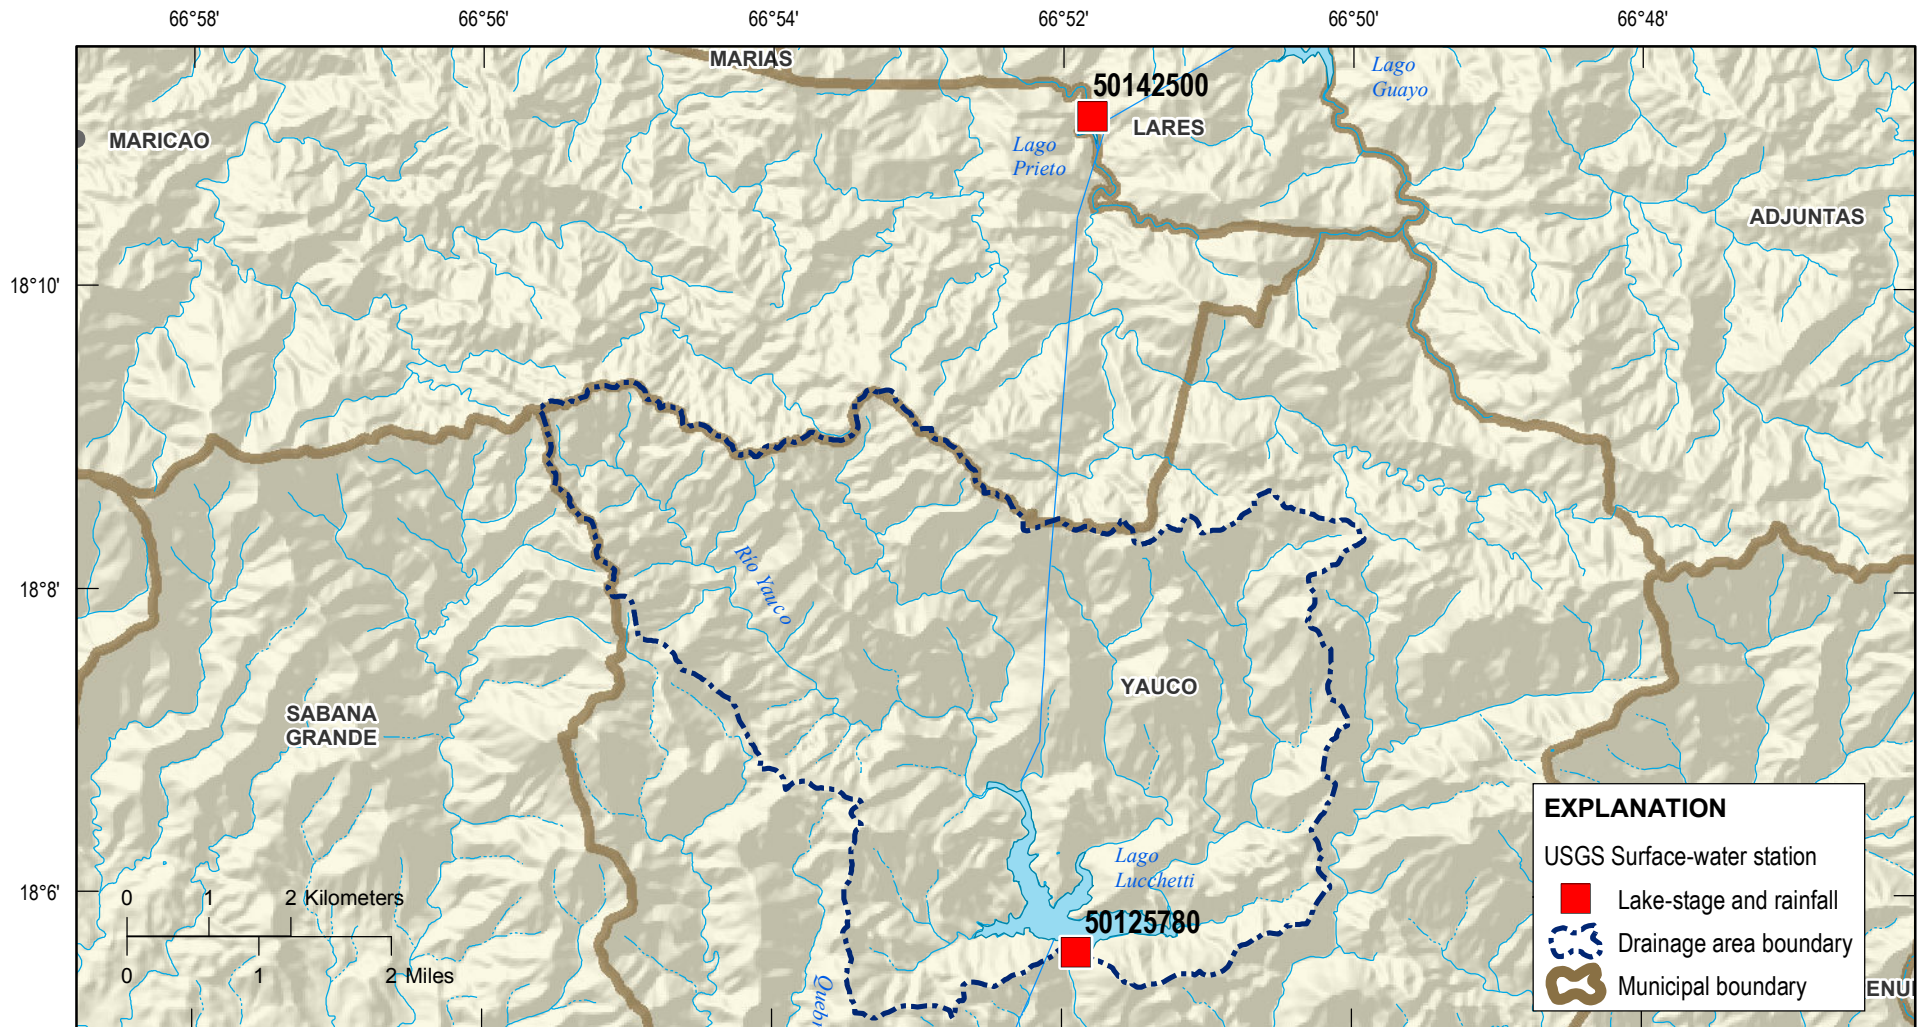 66°58' 66°56' 66°54' 66°52' 66°50' 66°48'
MARIAS
Lago
Guayo
50142500
LARES
MARICAO
Lago
Prieto
ADJUNTAS
18°10'
Río Yauco
18°8'
YAUCO
SABANA
GRANDE
Lago
Lucchetti
50125780
18°6'
0 1 2 Kilometers
0 1 2 Miles
Quebr
EXPLANATION
USGS Surface-water station
Lake-stage and rainfall
Drainage area boundary
Municipal boundary
ENU